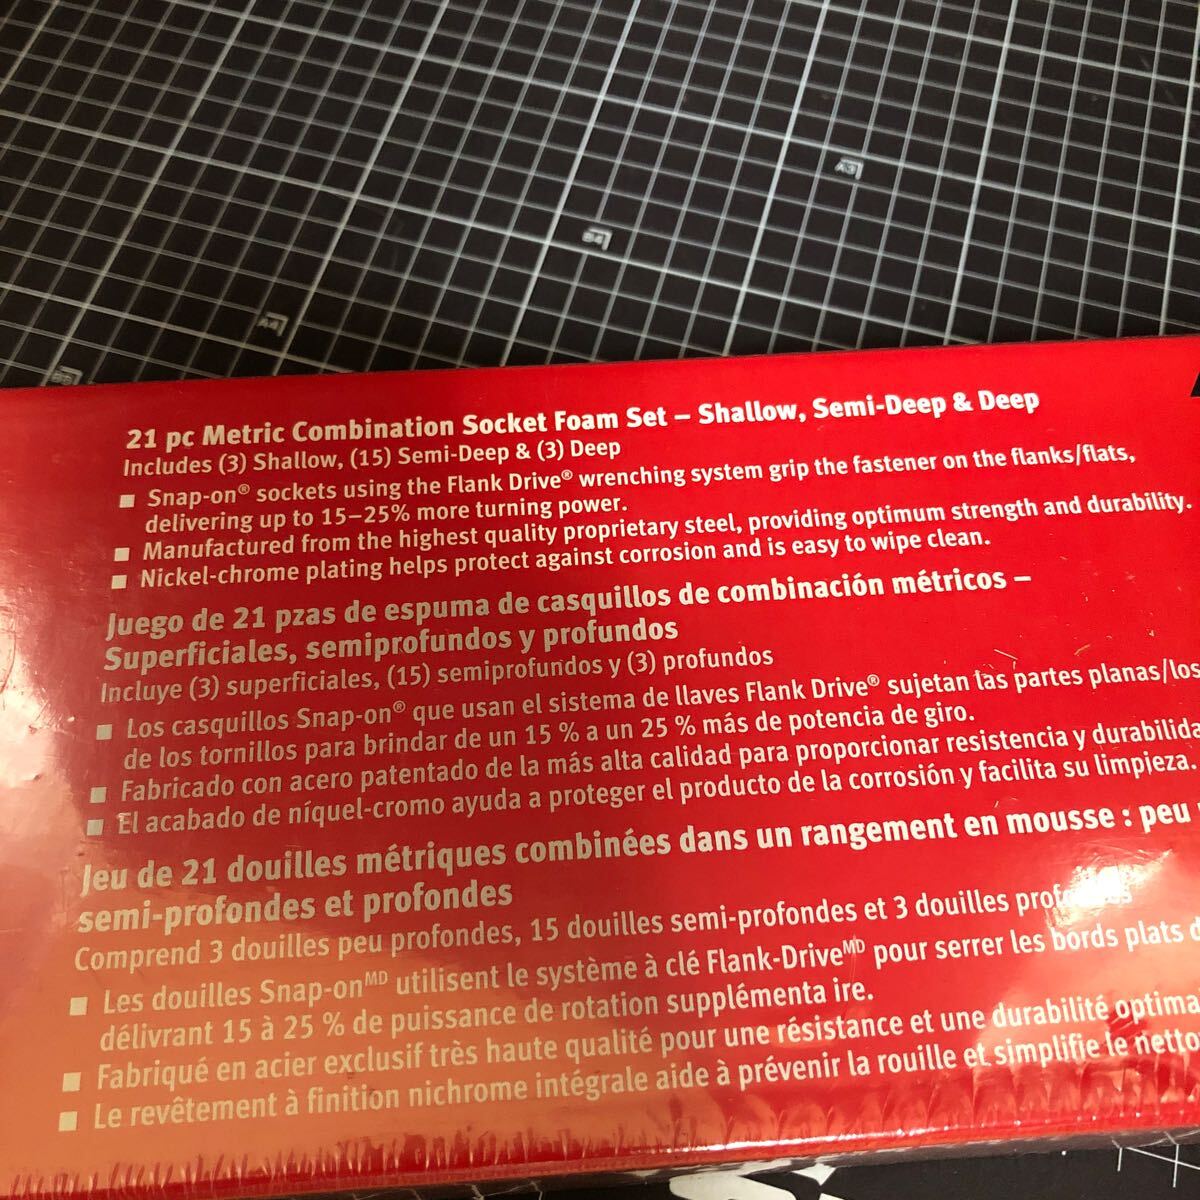 A3
B4
A4
B5
21 pc Metric Combination Socket Foam Set – Shallow, Semi-Deep & Deep
Includes (3) Shallow, (15) Semi-Deep & (3) Deep
■ Snap-on® sockets using the Flank Drive® wrenching system grip the fastener on the flanks/flats,
delivering up to 15–25% more turning power.
■ Manufactured from the highest quality proprietary steel, providing optimum strength and durability.
■ Nickel-chrome plating helps protect against corrosion and is easy to wipe clean.
Juego de 21 pzas de espuma de casquillos de combinación métricos –
Superficiales, semiprofundos y profundos
Incluye (3) superficiales, (15) semiprofundos y (3) profundos
■ Los casquillos Snap-on® que usan el sistema de llaves Flank Drive® sujetan las partes planas/los
de los tornillos para brindar de un 15 % a un 25 % más de potencia de giro.
■ Fabricado con acero patentado de la más alta calidad para proporcionar resistencia y durabilida
■ El acabado de níquel-cromo ayuda a proteger el producto de la corrosión y facilita su limpieza.
Jeu de 21 douilles métriques combinées dans un rangement en mousse : peu
semi-profondes et profondes
Comprend 3 douilles peu profondes, 15 douilles semi-profondes et 3 douilles profondes
■ Les douilles Snap-onMD utilisent le système à clé Flank-DriveMD pour serrer les bords plats d
délivrant 15 à 25 % de puissance de rotation supplémenta ire.
■ Fabriqué en acier exclusif très haute qualité pour une résistance et une durabilité optima
■ Le revêtement à finition nichrome intégrale aide à prévenir la rouille et simplifie le netto